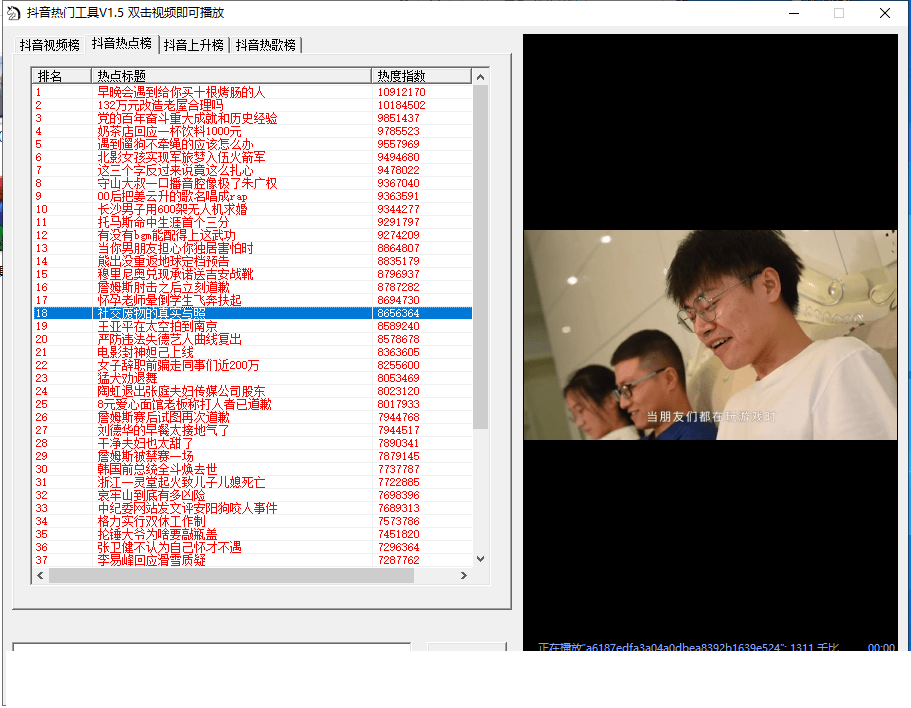 抖音热门工具V1.5 双击视频即可播放
抖音视频榜 抖音热点榜 抖音上升榜 抖音热歌榜
排名 热点标题 热度指数
1 早晚会遇到给你买十根烤肠的人 10912170
2 132万元改造老屋合理吗 10184502
3 党的百年奋斗重大成就和历史经验 9851437
4 奶茶店回应一杯饮料1000元 9785523
5 遇到遛狗不牵绳的应该怎么办 9557969
6 北影女孩实现军旅梦入伍火箭军 9494680
7 这三个字反过来说竟这么扎心 9478022
8 守山大叔一口播音腔像极了朱广权 9367040
9 00后把姜云升的歌名唱成rap 9363591
10 长沙男子用600架无人机求婚 9344277
11 托马斯命中生涯首个三分 9291797
12 有没有bgm能配得上这武功 9274209
13 当你男朋友担心你独居害怕时 8864807
14 熊出没重返地球定档预告 8835179
15 穆里尼奥兑现承诺送吉安战靴 8796937
16 詹姆斯肘击之后立刻道歉 8787282
17 怀孕老师晕倒学生飞奔扶起 8694730
18 社交废物的真实写照 8656364
19 王亚平在太空拍到南京 8589240
20 严防违法失德艺人曲线复出 8578678
21 电影封神妲己上线 8363605
22 女子辞职前骗走同事们近200万 8255600
23 猛犬劝退舞 8053469
24 陶虹退出张庭夫妇传媒公司股东 8023120
25 8元爱心面馆老板称打人者已道歉 8017933
26 詹姆斯赛后试图再次道歉 7944768
27 刘德华的早餐太接地气了 7944517
28 干净夫妇也太甜了 7890341
29 詹姆斯被禁赛一场 7879145
30 韩国前总统全斗焕去世 7737787
31 浙江一灵堂起火致儿子儿媳死亡 7722885
32 哀牢山到底有多凶险 7698396
33 中纪委网站发文评安阳狗咬人事件 7689313
34 格力实行双休工作制 7573786
35 抡锤大爷为啥要敲瓶盖 7451820
36 张卫健不认为自己怀才不遇 7296364
37 李易峰回应滑雪质疑 7287762
当朋友们都在玩游戏时
正在播放"a6187edfa3a04a0dbea8392b1639e524": 1311 千比 00:00